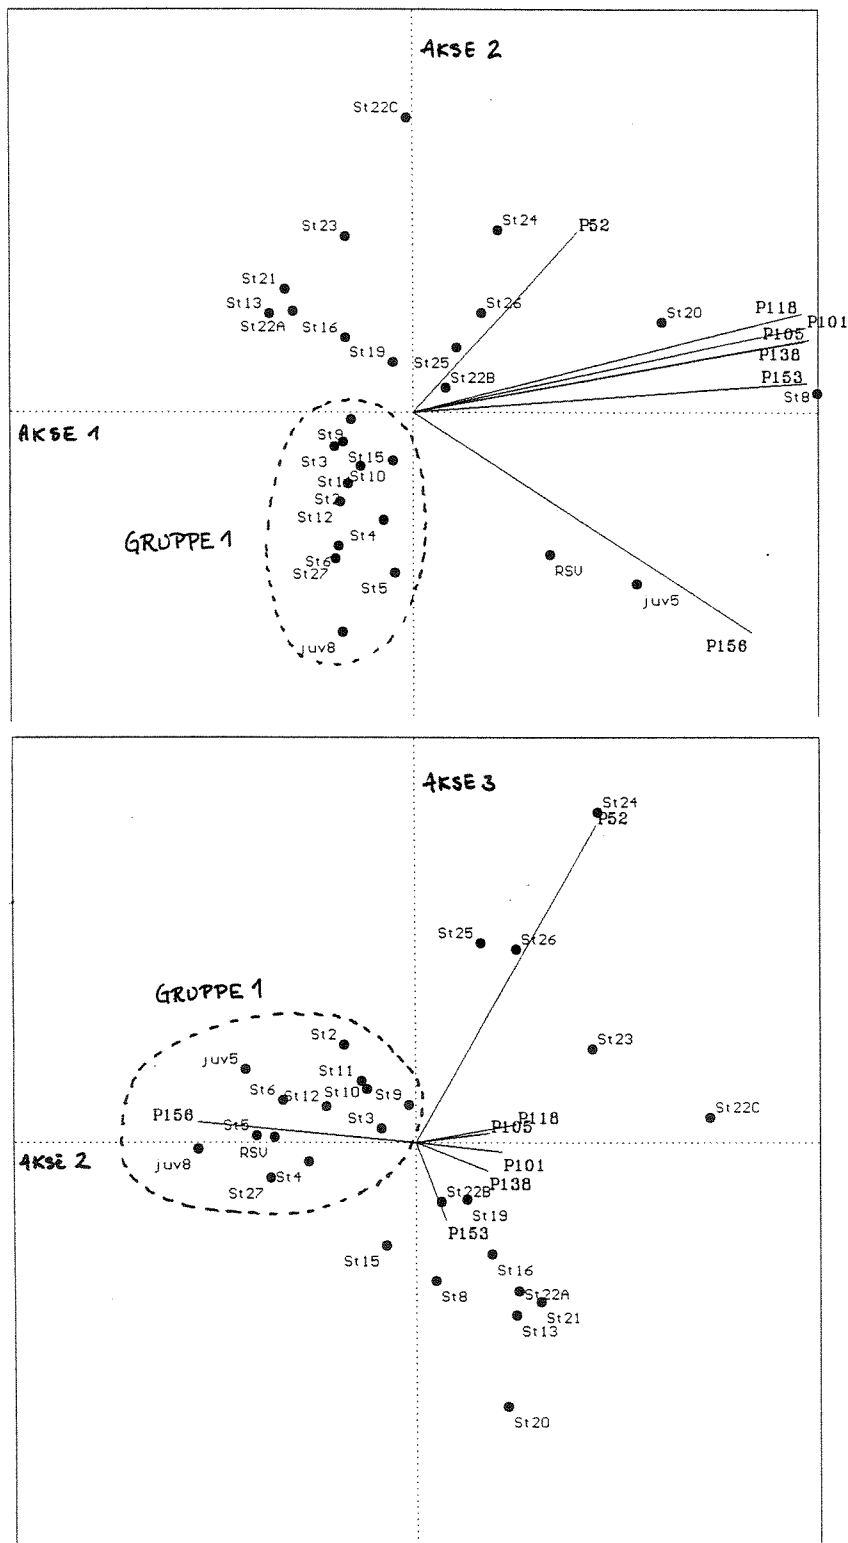 AKSE 2
St22C
St23
St24
P52
St21
St13
St26
St20
P118
P101
St22A
St16
P105
St19
St25
P138
St22B
P153
St8
AKSE 1
St9
St3
St15
St10
St1
St2
St12
GRUPPE 1
St4
St6
St27
RSV
St5
juv5
juv8
P156
AKSE 3
St24
P52
St25
St26
GRUPPE 1
St2
St23
juv5
St11
St6
St12
St10
St9
St22C
P156
St3
P118
St5
P105
AKSE 2
juv8
RSV
P101
St4
St27
P138
St22B
St19
P153
St15
St16
St8
St22A
St21
St13
St20